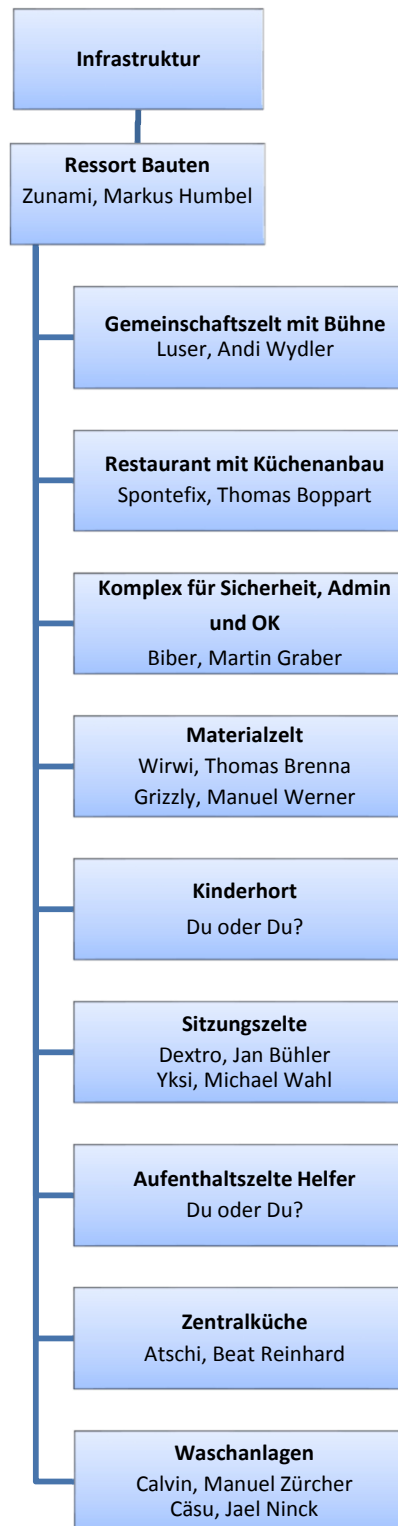 Infrastruktur
Ressort Bauten
Zunami, Markus Humbel
Gemeinschaftszelt mit Bühne
Luser, Andi Wydler
Restaurant mit Küchenanbau
Spontefix, Thomas Boppart
Komplex für Sicherheit, Admin
und OK
Biber, Martin Graber
Materialzelt
Wirwi, Thomas Brenna
Grizzly, Manuel Werner
Kinderhort
Du oder Du?
Sitzungszelte
Dextro, Jan Bühler
Yksi, Michael Wahl
Aufenthaltszelte Helfer
Du oder Du?
Zentralküche
Atschi, Beat Reinhard
Waschanlagen
Calvin, Manuel Zürcher
Cäsu, Jael Ninck